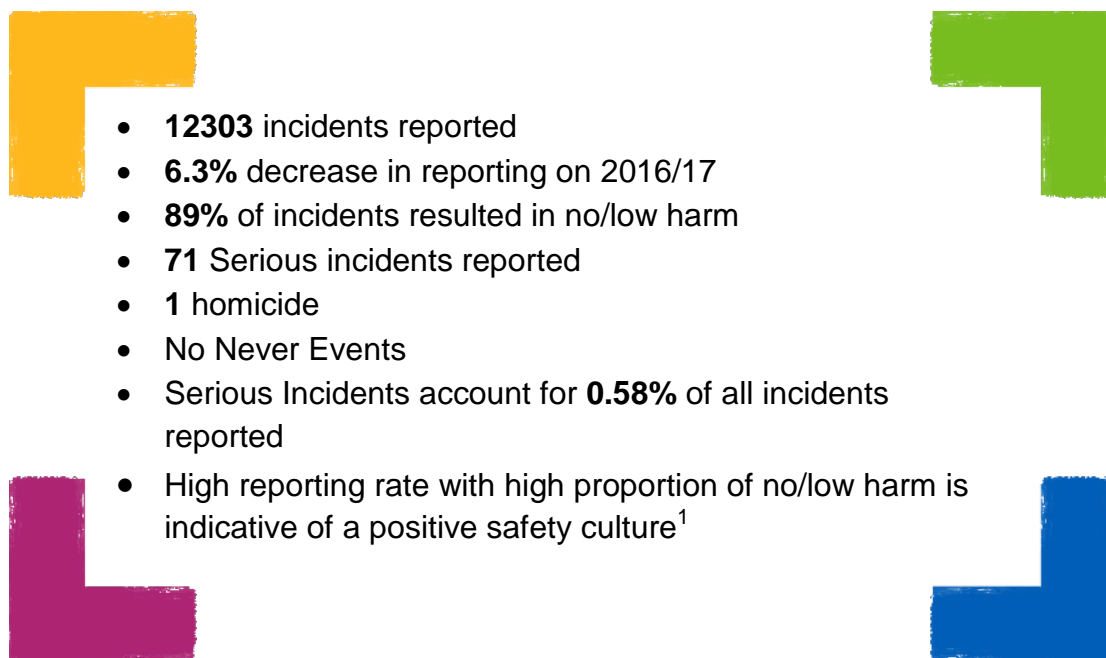 • 12303 incidents reported
• 6.3% decrease in reporting on 2016/17
• 89% of incidents resulted in no/low harm
• 71 Serious incidents reported
• 1 homicide
• No Never Events
• Serious Incidents account for 0.58% of all incidents
reported
• High reporting rate with high proportion of no/low harm is
indicative of a positive safety culture¹